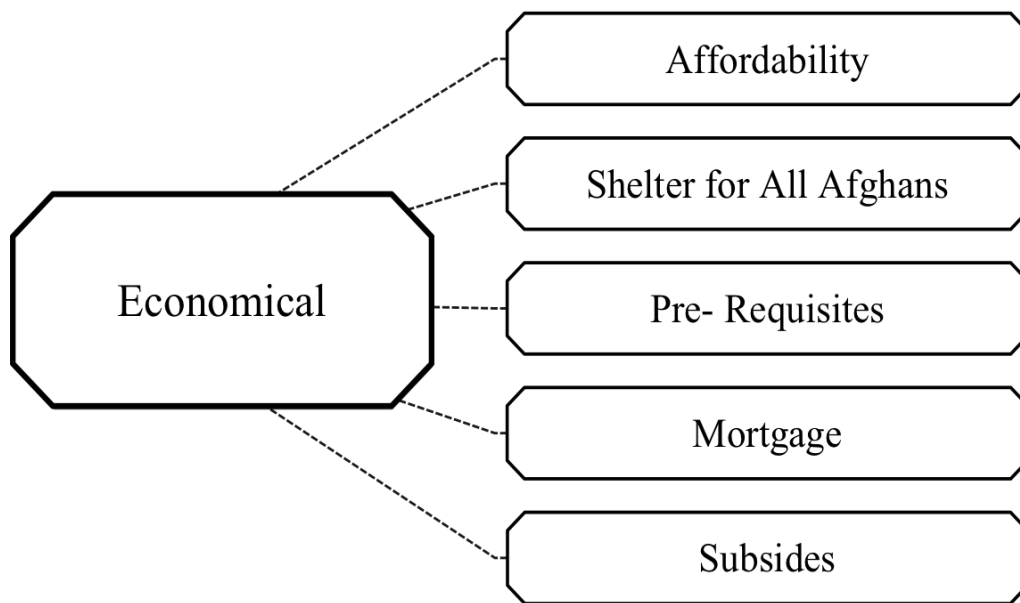 Affordability
Shelter for All Afghans
Economical
Pre- Requisites
Mortgage
Subsides